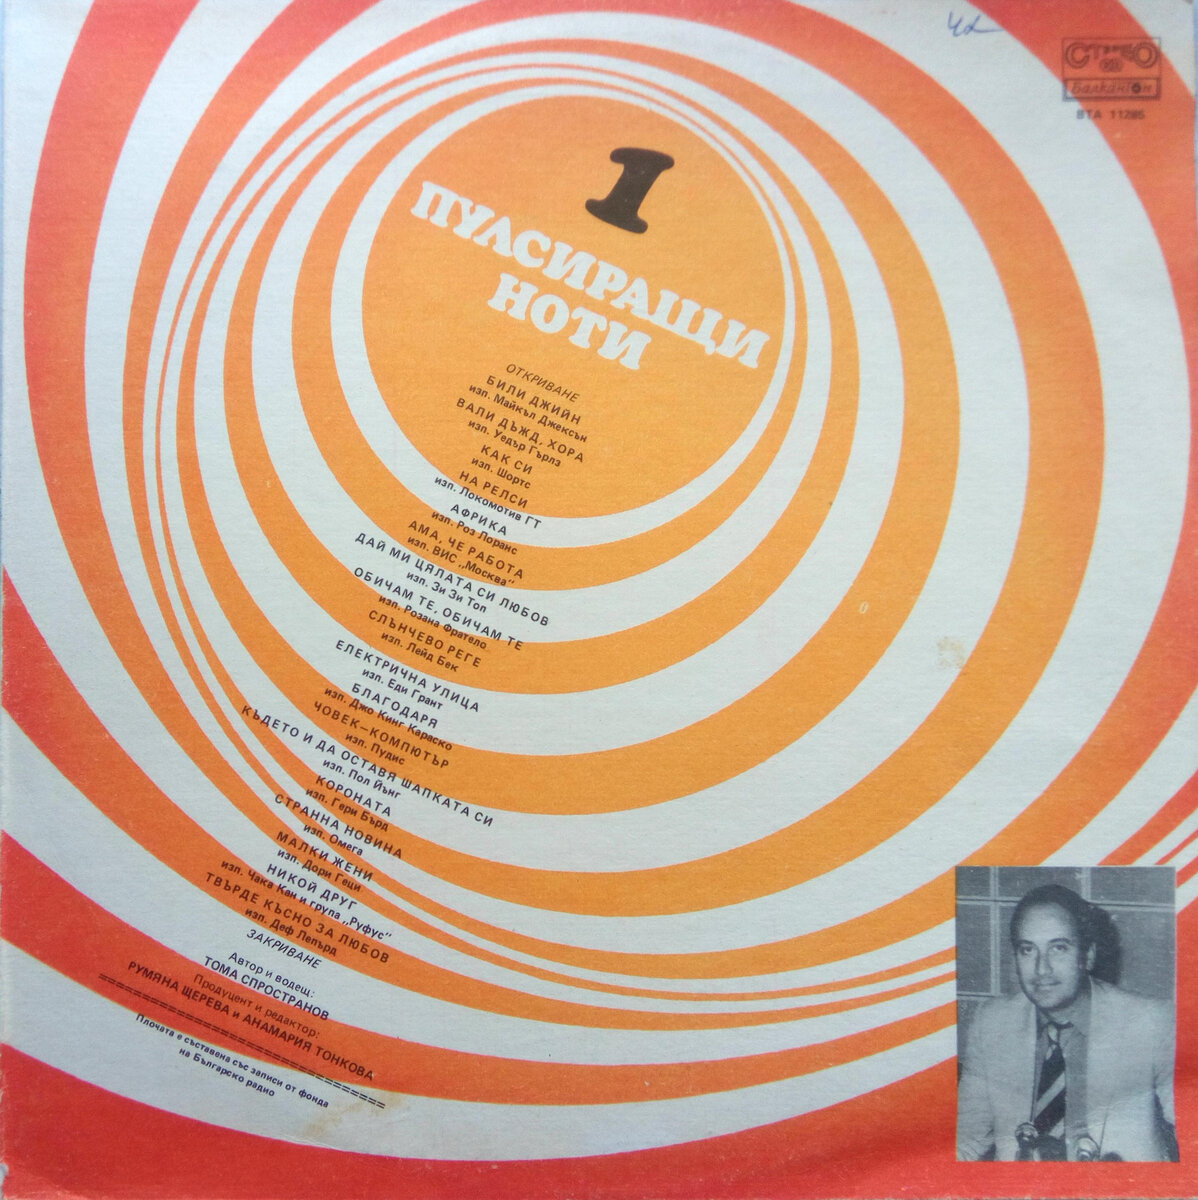 Чх
СТЕРЕО
Балкантон
ВТА 11285
1
ПУЛСИРАЩИ
НОТИ
ОТКРИВАНЕ
БИЛИ ДЖИЙН
изп. Майкъл Джексън
ВАЛИ ДЪЖД, ХОРА
изп. Уедър Гърлз
КАК СИ
изп. Шортс
НА РЕЛСИ
изп. Локомотив ГТ
АФРИКА
изп. Роз Лоранс
АМА, ЧЕ РАБОТА
изп. ВИС „Москва“
ДАЙ МИ ЦЯЛАТА СИ ЛЮБОВ
изп. Зи Зи Топ
ОБИЧАМ ТЕ, ОБИЧАМ ТЕ
изп. Розана Фрателo
СЛЪНЧЕВО РЕГЕ
изп. Лейд Бек
ЕЛЕКТРИЧНА УЛИЦА
изп. Еди Грант
БЛАГОДАРЯ
изп. Джо Кинг Караско
ЧОВЕК–КОМПЮТЪР
изп. Пудис
КЪДЕТО И ДА ОСТАВЯ ШАПКАТА СИ
изп. Пол Йънг
КОРОНАТА
изп. Гери Бърд
СТРАННА НОВИНА
изп. Омега
МАЛКИ ЖЕНИ
изп. Дори Геци
НИКОЙ ДРУГ
изп. Чака Кан и група „Руфус“
ТВЪРДЕ КЪСНО ЗА ЛЮБОВ
изп. Деф Лепърд
ЗАКРИВАНЕ
Автор и водещ:
ТОМА СПРОСТРАНОВ
Продуцент и редактор:
РУМЯНА ЩЕРЕВА и АНАМАРИЯ ТОНКОВА
Плочата е съставена със записи от фонда
на Българско радио